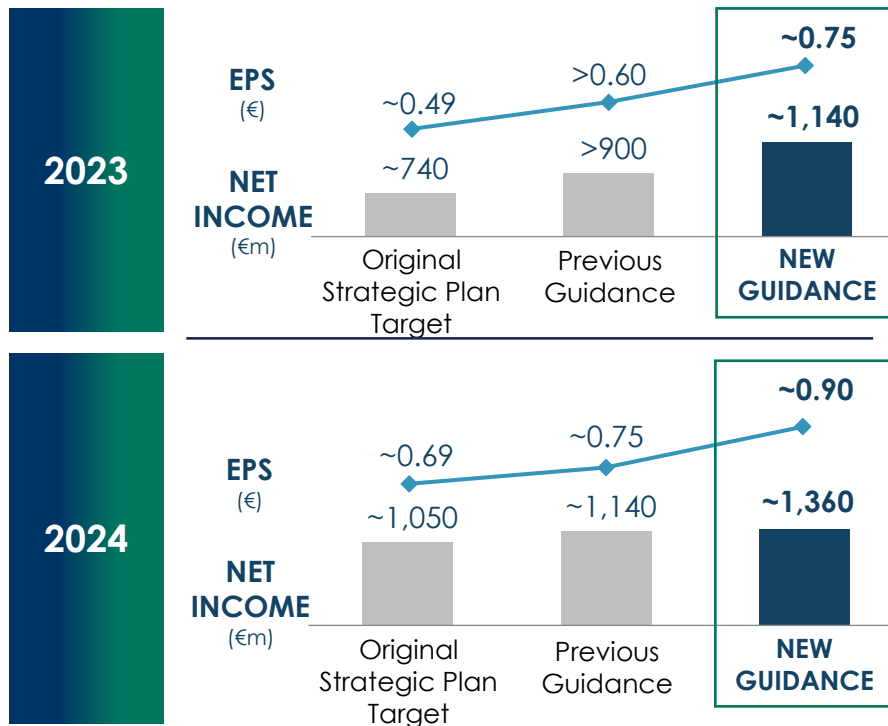 2023
EPS
(€)
~0.49
>0.60
~0.75
NET
INCOME
(€m)
~740
>900
~1,140
Original
Strategic Plan
Target
Previous
Guidance
NEW
GUIDANCE
2024
EPS
(€)
~0.69
~0.75
~0.90
NET
INCOME
(€m)
~1,050
~1,140
~1,360
Original
Strategic Plan
Target
Previous
Guidance
NEW
GUIDANCE